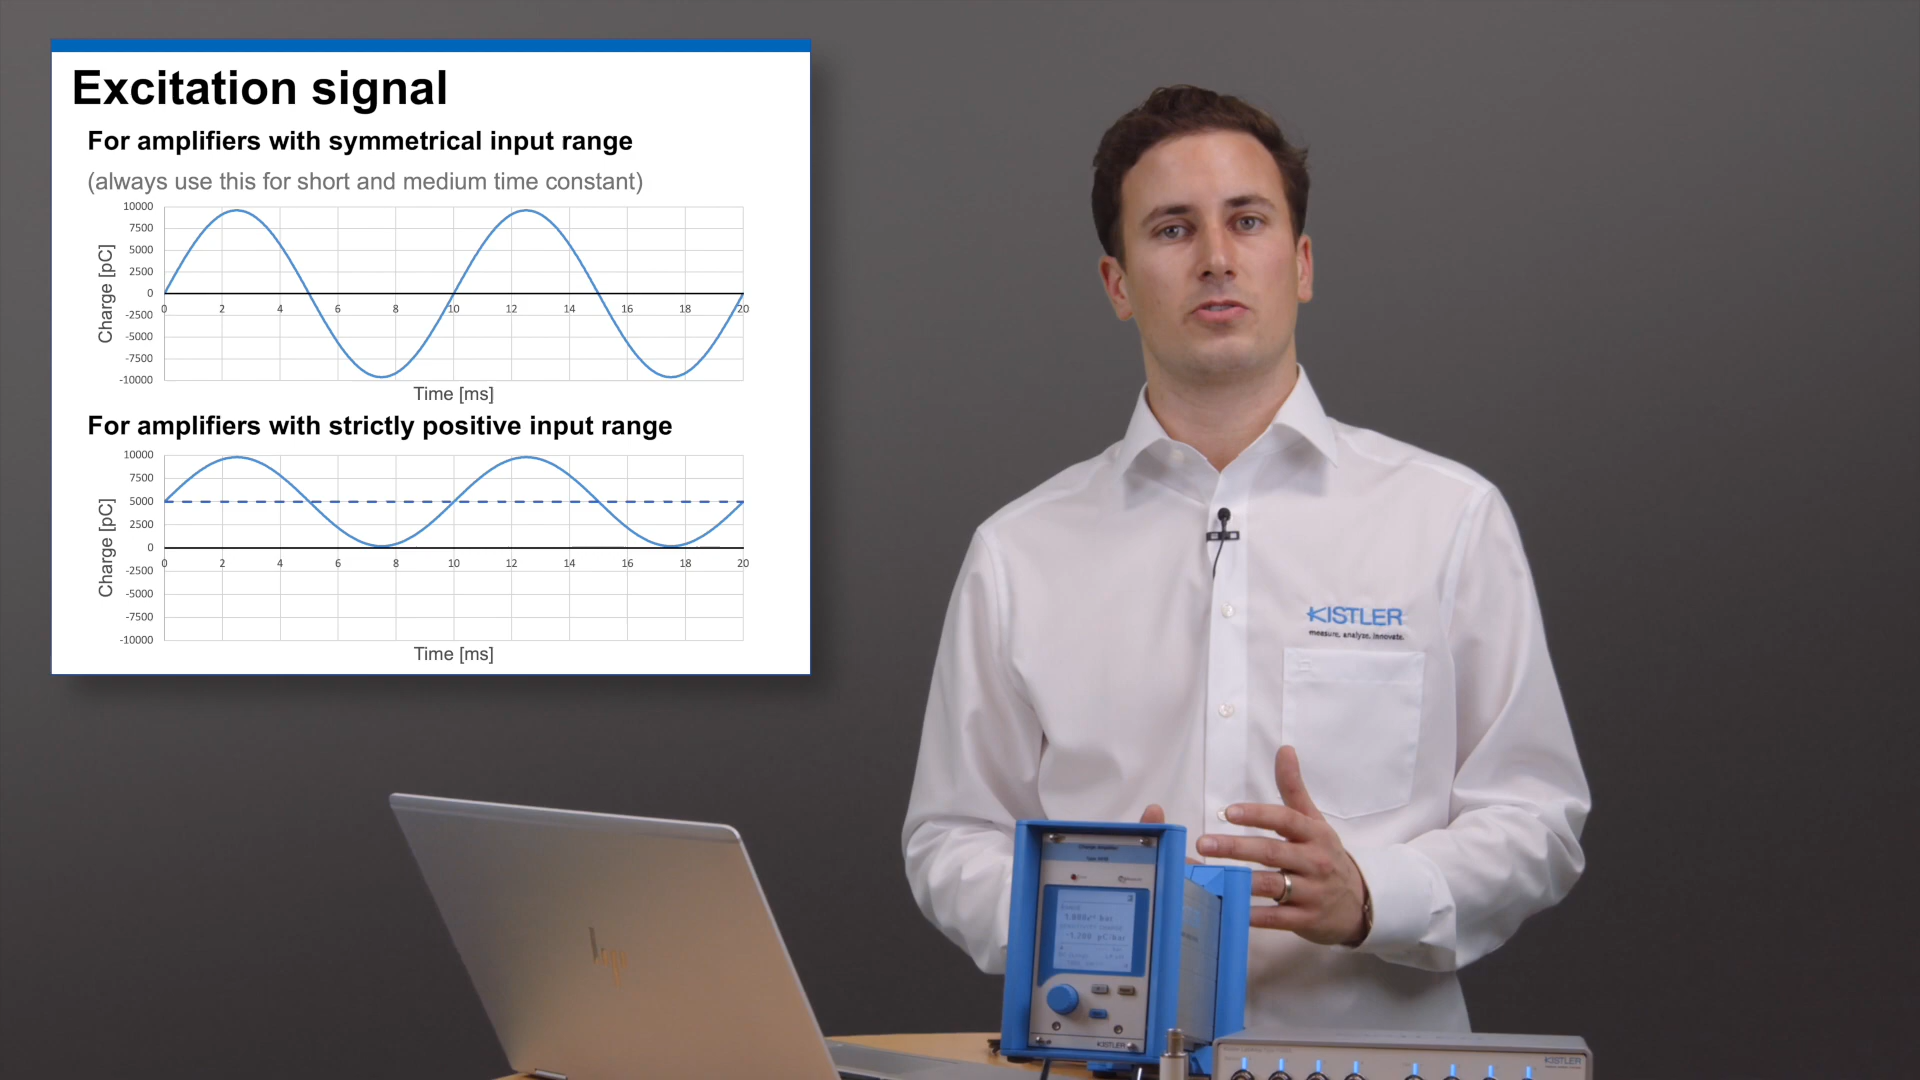 Excitation signal
For amplifiers with symmetrical input range
(always use this for short and medium time constant)
10000
7500
5000
2500
0
-2500
-5000
-7500
-10000
Charge [pC]
0 2 4 6 8 10 12 14 16 18 20
Time [ms]
For amplifiers with strictly positive input range
10000
7500
5000
2500
0
-2500
-5000
-7500
-10000
Charge [pC]
0 2 4 6 8 10 12 14 16 18 20
Time [ms]
KISTLER
measure. analyze. innovate.
hp
Charge Amplifier
KISTLER
KISTLER